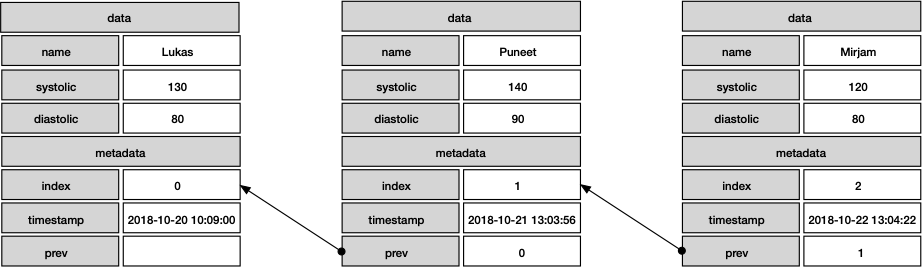 data
name Lukas
systolic 130
diastolic 80
metadata
index 0
timestamp 2018-10-20 10:09:00
prev
data
name Puneet
systolic 140
diastolic 90
metadata
index 1
timestamp 2018-10-21 13:03:56
prev 0
data
name Mirjam
systolic 120
diastolic 80
metadata
index 2
timestamp 2018-10-22 13:04:22
prev 1